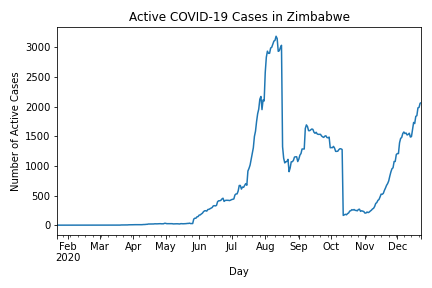 Active COVID-19 Cases in Zimbabwe
3000
2500
2000
1500
1000
500
0
Number of Active Cases
Feb Mar Apr May Jun Jul Aug Sep Oct Nov Dec
2020
Day